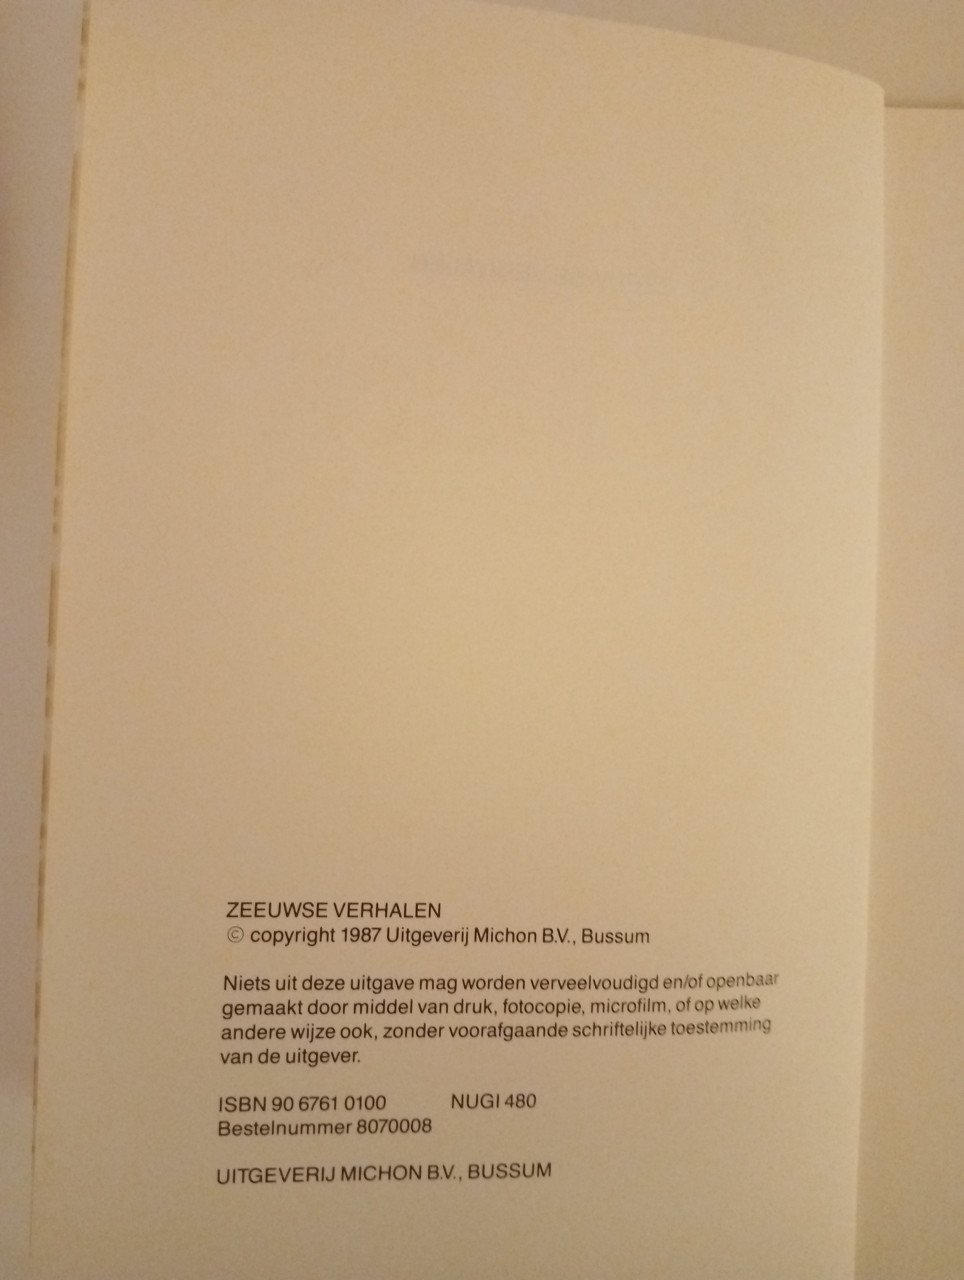 ZEEUWSE VERHALEN
© copyright 1987 Uitgeverij Michon B.V., Bussum
Niets uit deze uitgave mag worden verveelvoudigd en/of openbaar
gemaakt door middel van druk, fotocopie, microfilm, of op welke
andere wijze ook, zonder voorafgaande schriftelijke toestemming
van de uitgever.
ISBN 90 6761 0100 NUGI 480
Bestelnummer 8070008
UITGEVERIJ MICHON B.V., BUSSUM